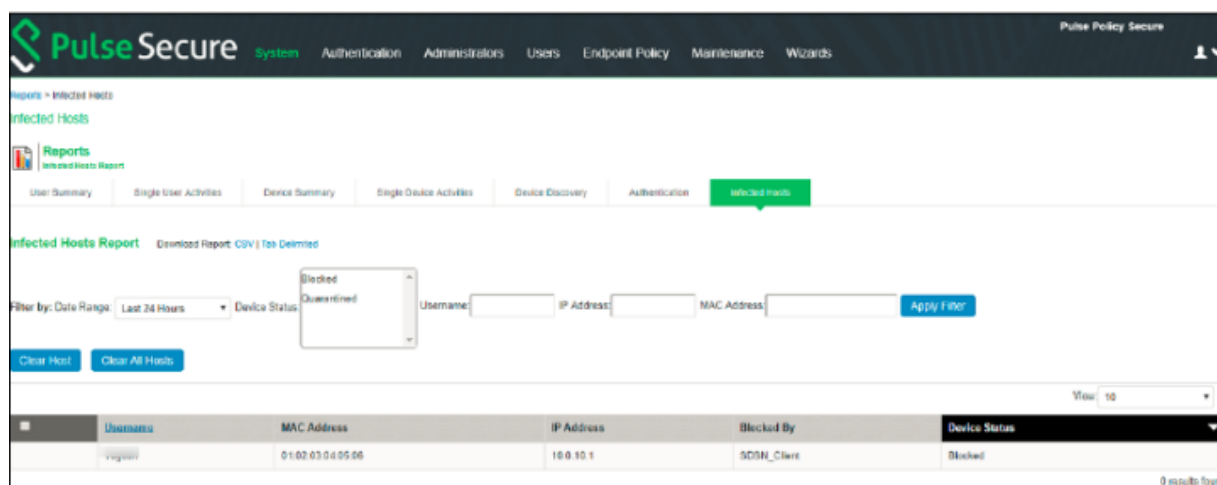 Pulse Policy Secure
Pulse Secure System Authentication Administrators Users Endpoint Policy Maintenance Wizards
Reports > Infected Hosts
Infected Hosts
Reports
Infected Hosts Report
User Summary Single User Activities Device Summary Single Device Activities Device Discovery Authentication Infected Hosts
Infected Hosts Report Download Report: CSV | Tab Delimited
Blocked
Quarantined
Filter by: Date Range: Last 24 Hours Device Status: Username: IP Address: MAC Address: Apply Filter
Clear Host Clear All Hosts
View: 10
Username MAC Address IP Address Blocked By Device Status
01:02:03:04:05:06 10.0.10.1 SDSN_Client Blocked
0 results